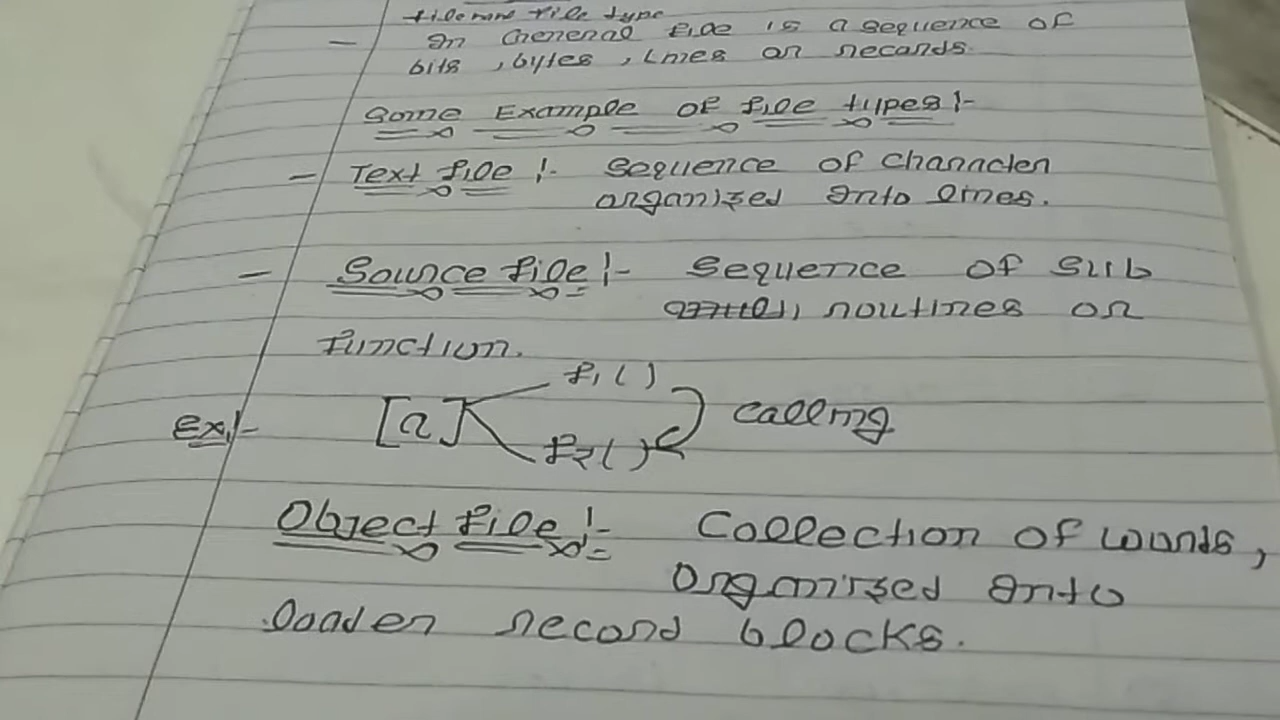 file type
In General file is a sequence of
bits, bytes, lines or records.
Some Example of file types:-
- Text file :- Sequence of Character
organized into lines.
- Source file :- Sequence of Sub
routines or
function.
f1()
Ex:- [a] calling
f2()
Object file :- Collection of words,
Organized into
loader record blocks.